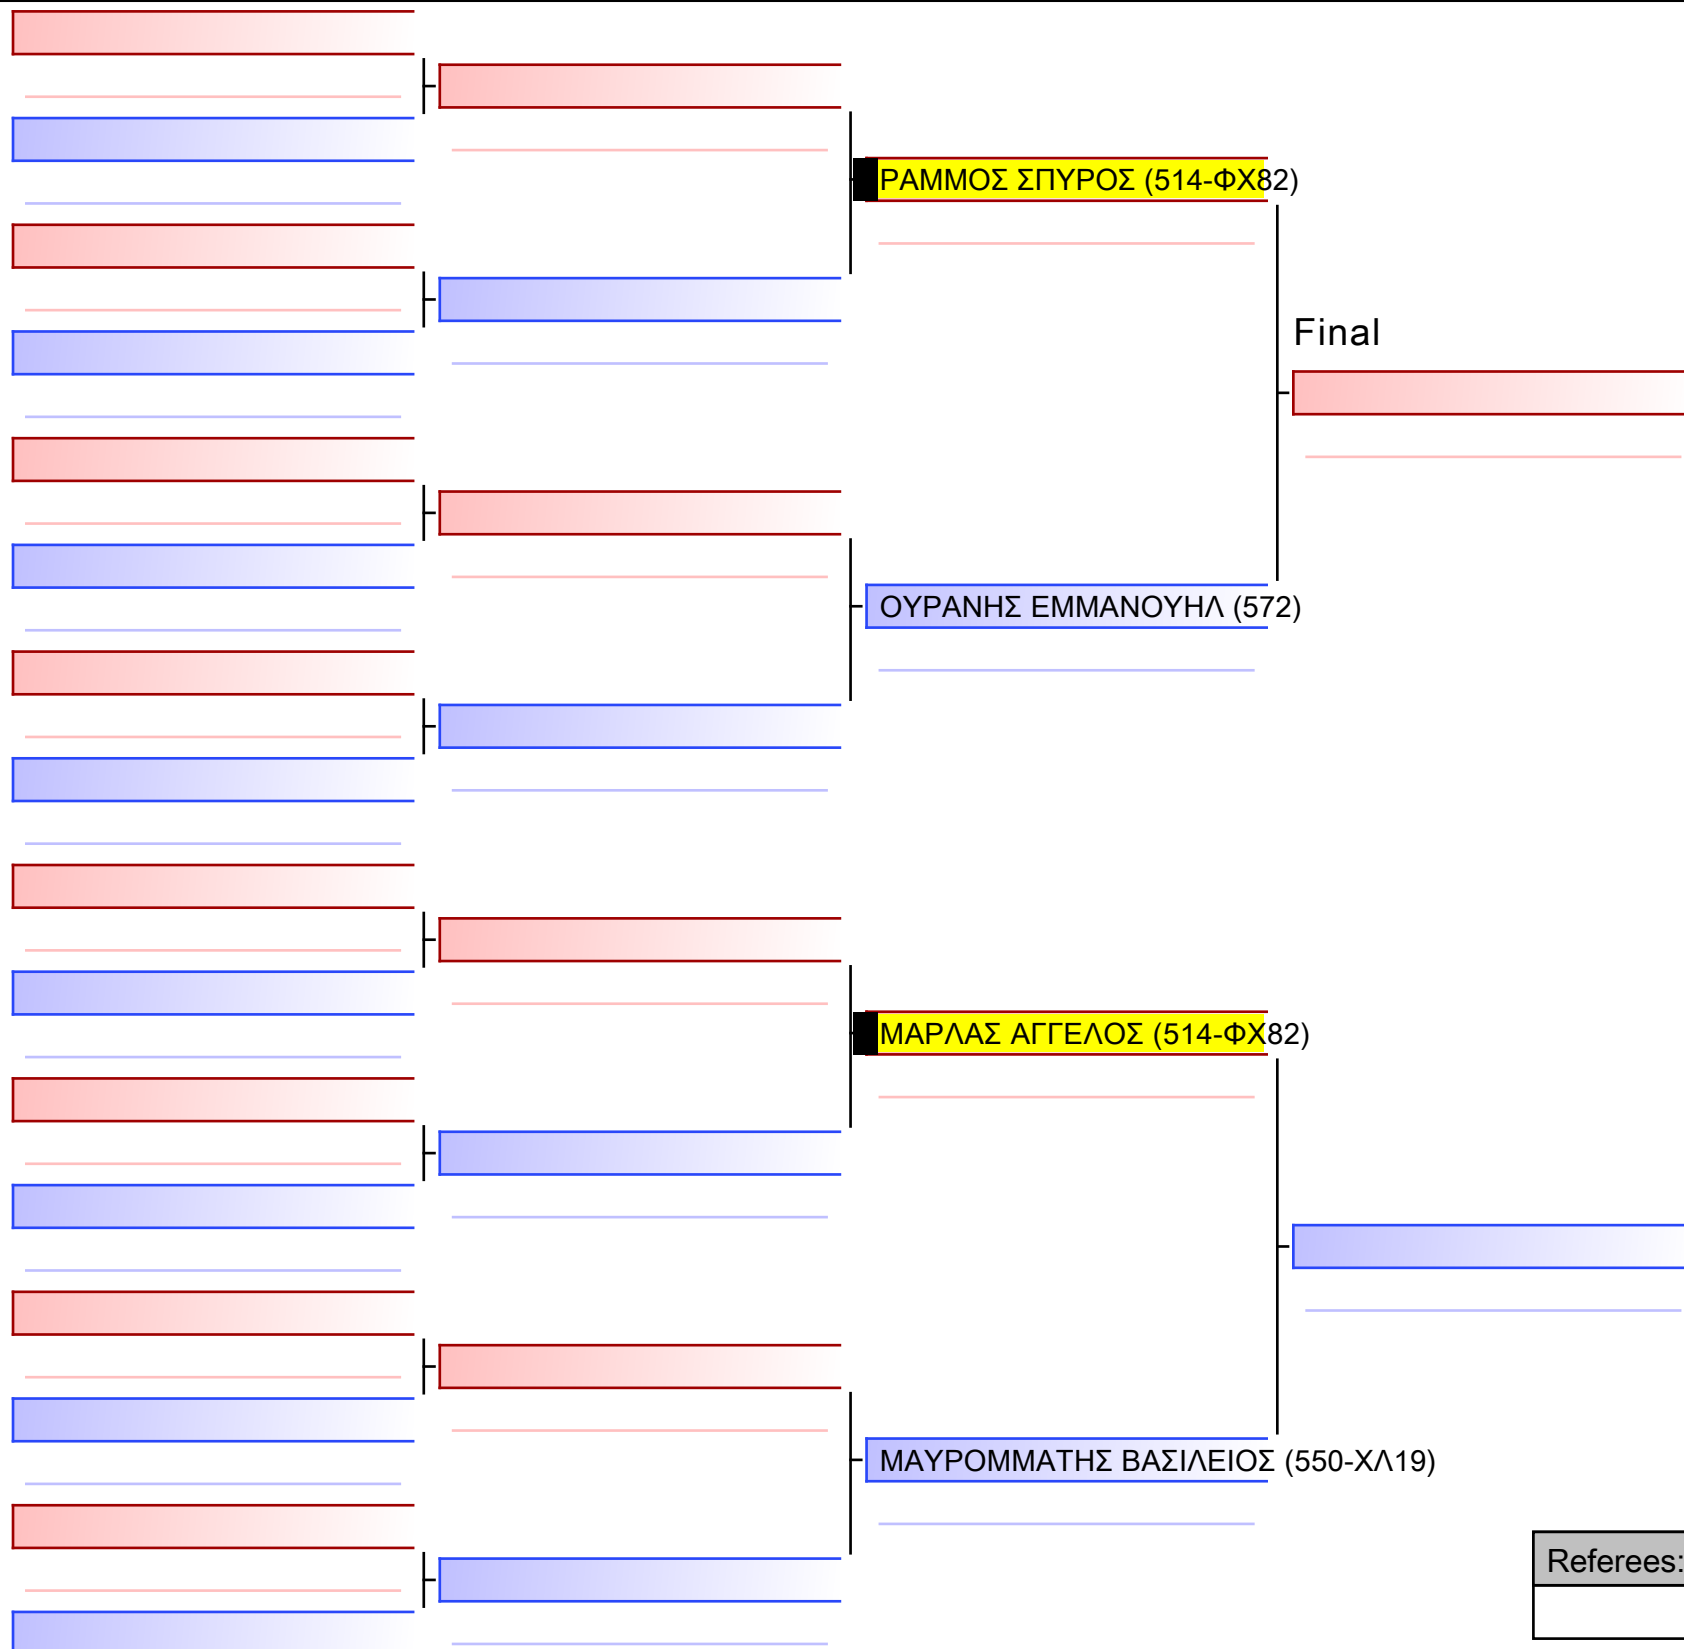 ΡΑΜΜΟΣ ΣΠΥΡΟΣ (514-ΦΧ82)
Final
ΟΥΡΑΝΗΣ ΕΜΜΑΝΟΥΗΛ (572)
ΜΑΡΛΑΣ ΑΓΓΕΛΟΣ (514-ΦΧ82)
ΜΑΥΡΟΜΜΑΤΗΣ ΒΑΣΙΛΕΙΟΣ (550-ΧΛ19)
Referees: